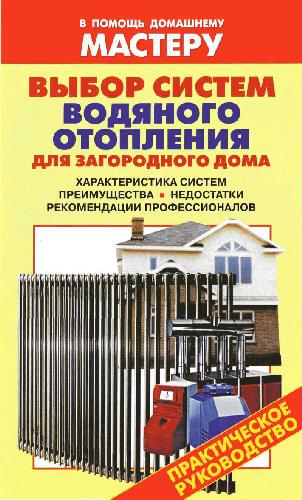 В ПОМОЩЬ ДОМАШНЕМУ
МАСТЕРУ
ВЫБОР СИСТЕМ
ВОДЯНОГО
ОТОПЛЕНИЯ
ДЛЯ ЗАГОРОДНОГО ДОМА
ХАРАКТЕРИСТИКА СИСТЕМ
ПРЕИМУЩЕСТВА ▪ НЕДОСТАТКИ
РЕКОМЕНДАЦИИ ПРОФЕССИОНАЛОВ
ПРАКТИЧЕСКОЕ
РУКОВОДСТВО